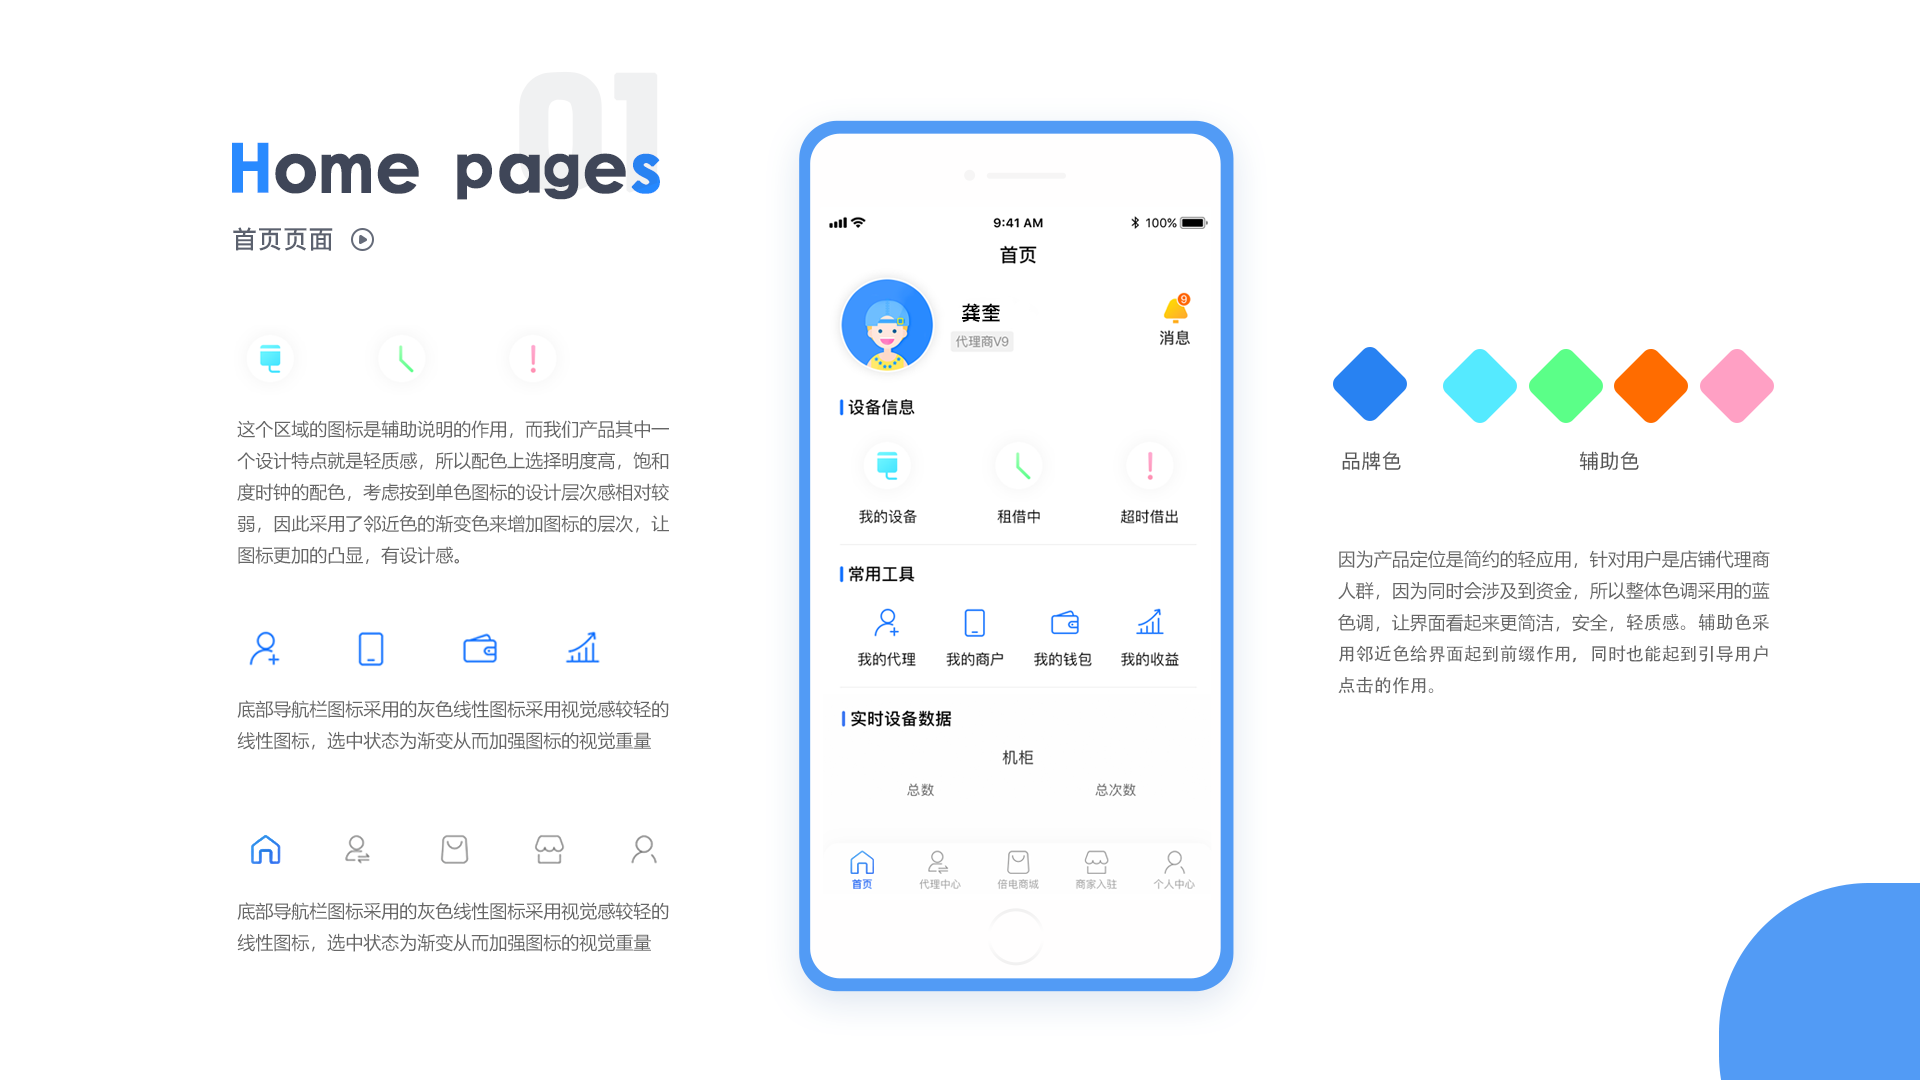 01
Home pages
首页页面
这个区域的图标是辅助说明的作用，而我们产品其中一
个设计特点就是轻质感，所以配色上选择明度高，饱和
度时钟的配色，考虑按到单色图标的设计层次感相对较
弱，因此采用了邻近色的渐变色来增加图标的层次，让
图标更加的凸显，有设计感。
底部导航栏图标采用的灰色线性图标采用视觉感较轻的
线性图标，选中状态为渐变从而加强图标的视觉重量
底部导航栏图标采用的灰色线性图标采用视觉感较轻的
线性图标，选中状态为渐变从而加强图标的视觉重量
9:41 AM
100%
首页
龚奎
代理商V9
9
消息
设备信息
我的设备 租借中 超时借出
常用工具
我的代理 我的商户 我的钱包 我的收益
实时设备数据
机柜
总数 总次数
首页 代理中心 倍电商城 商家入驻 个人中心
品牌色 辅助色
因为产品定位是简约的轻应用，针对用户是店铺代理商
人群，因为同时会涉及到资金，所以整体色调采用的蓝
色调，让界面看起来更简洁，安全，轻质感。辅助色采
用邻近色给界面起到前缀作用，同时也能起到引导用户
点击的作用。